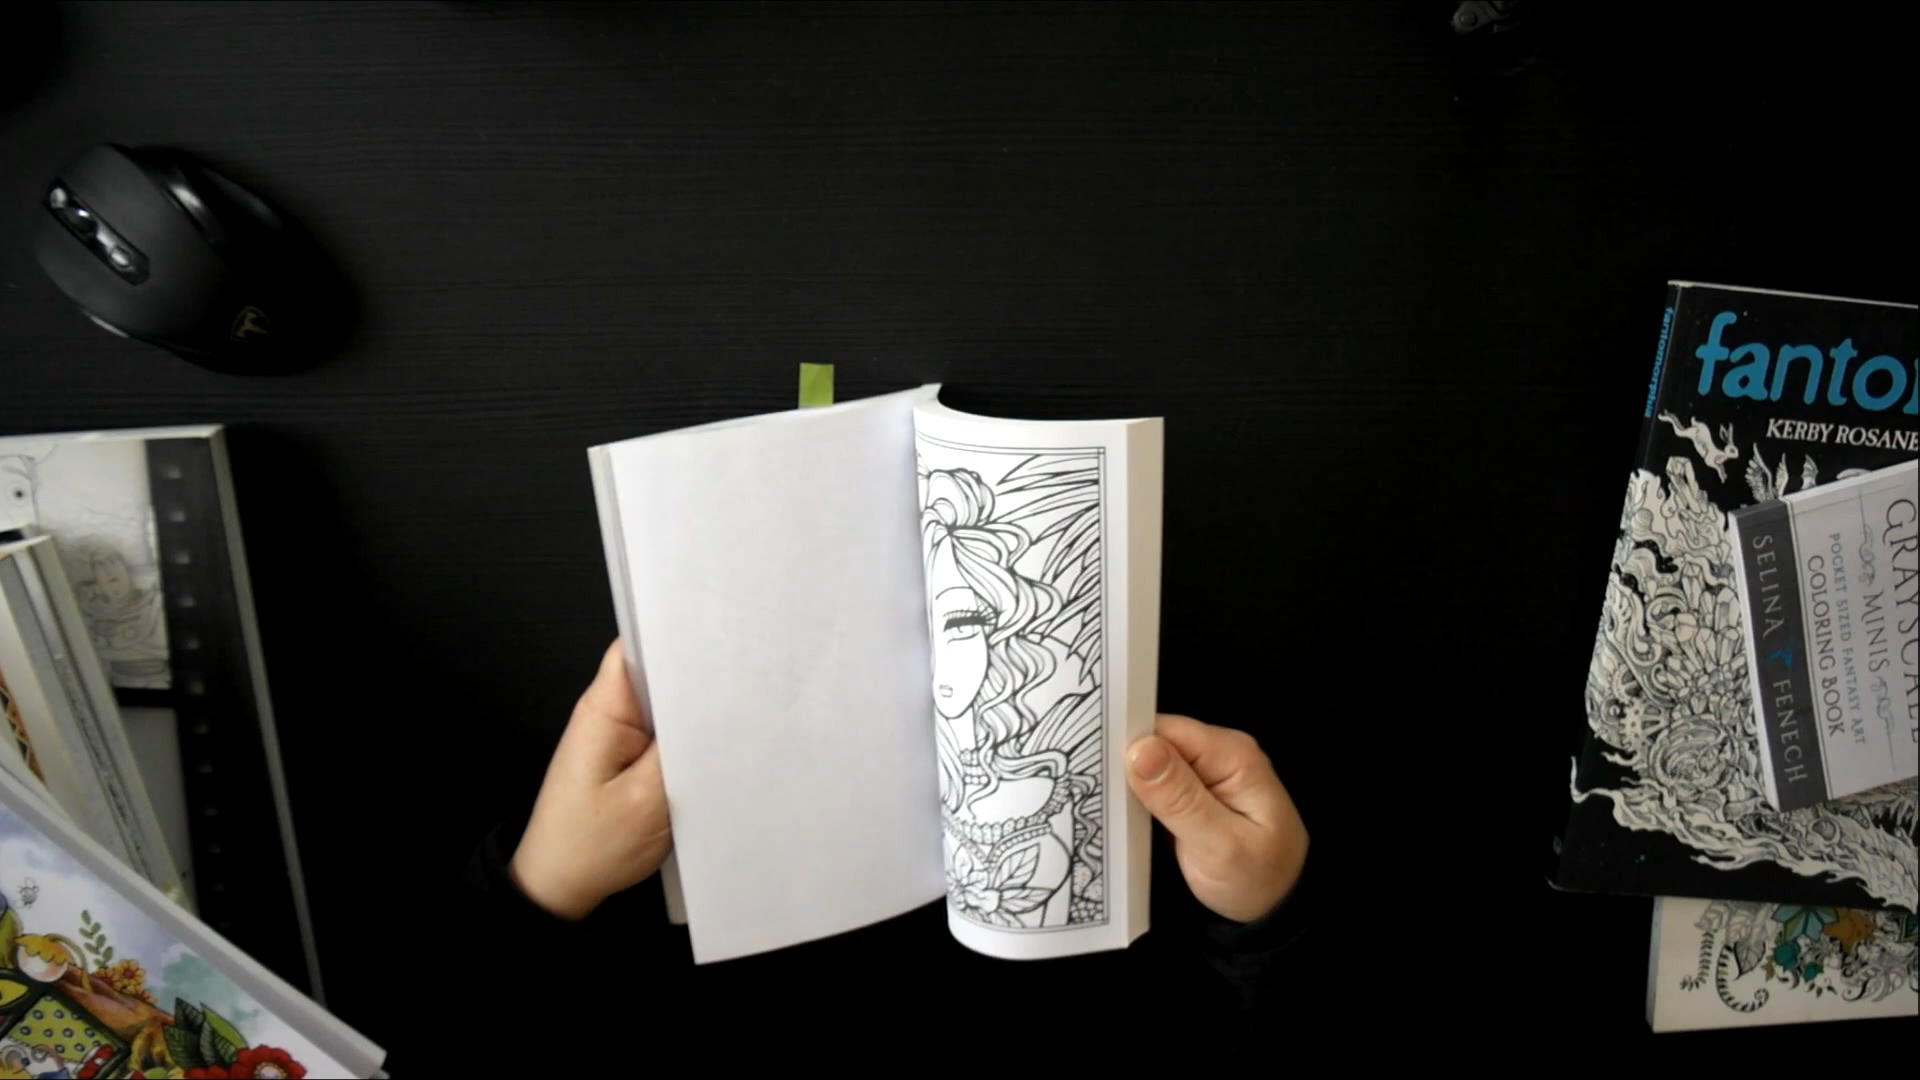 fantomorphia
fanto
KERBY ROSANE
GRAYSCALE
MINIS
POCKET SIZED FANTASY ART
COLORING BOOK
SELINA FENECH